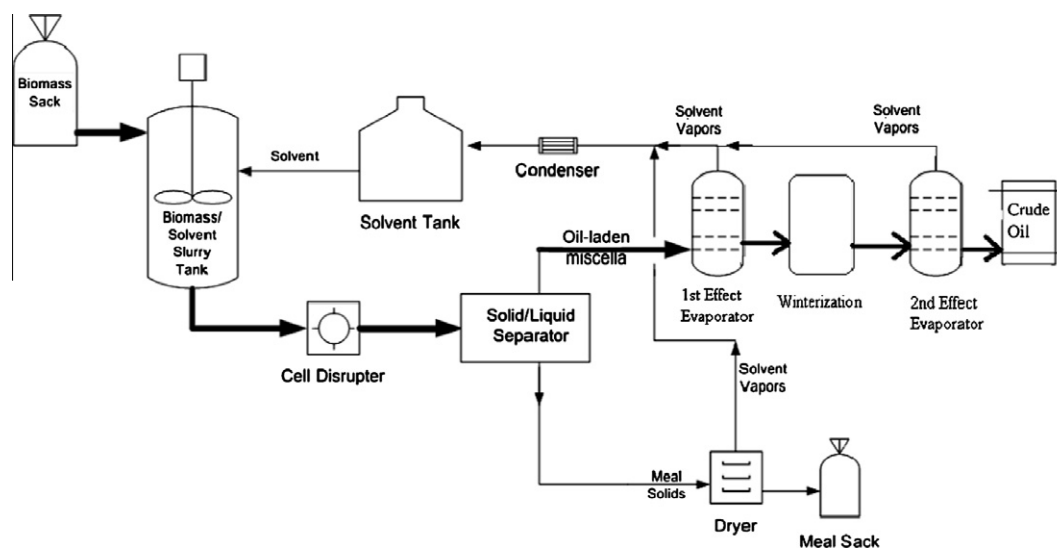 Biomass
Sack
Solvent
Biomass/
Solvent
Slurry
Tank
Solvent Tank
Condenser
Solvent
Vapors
Solvent
Vapors
Oil-laden
miscella
1st Effect
Evaporator
Winterization
2nd Effect
Evaporator
Crude
Oil
Cell Disrupter
Solid/Liquid
Separator
Solvent
Vapors
Meal
Solids
Dryer
Meal Sack